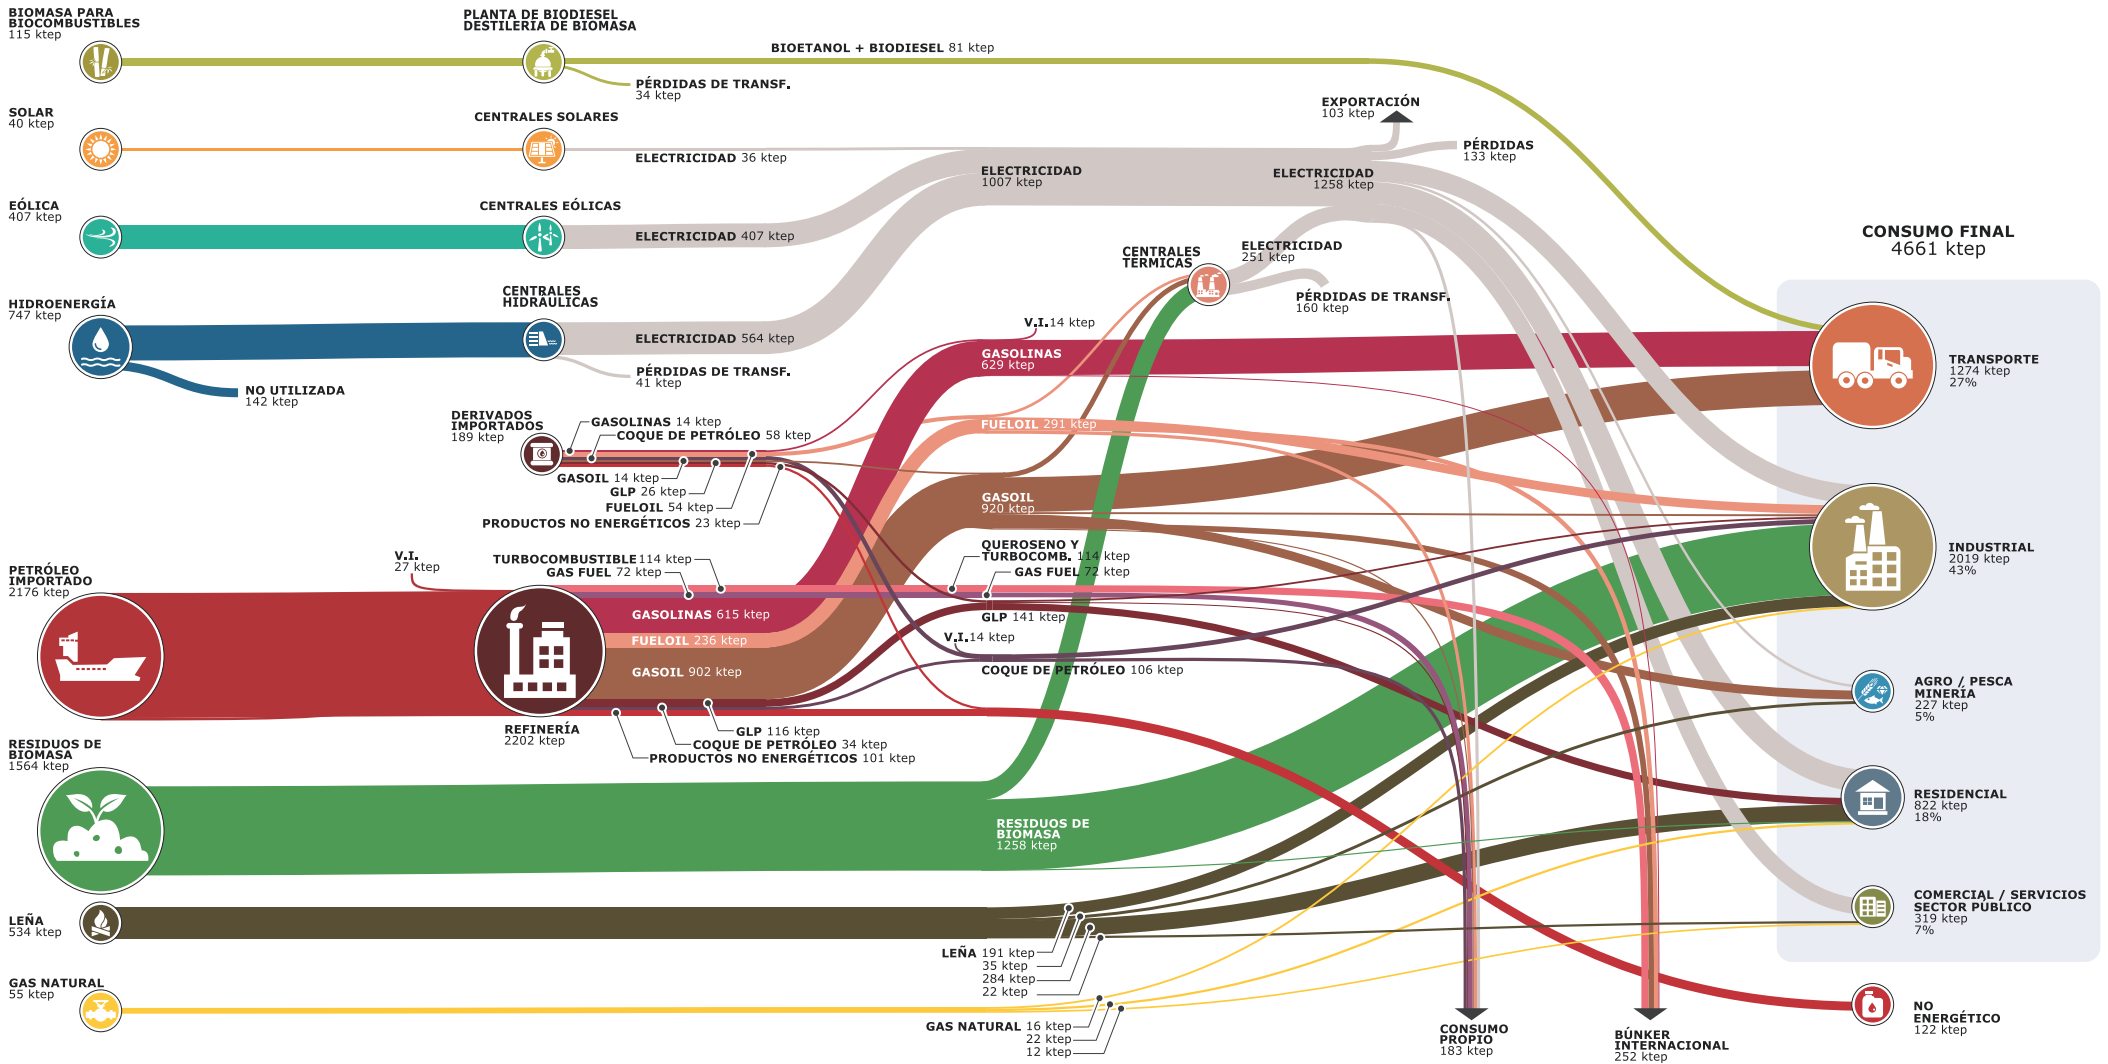 BIOMASA PARA
BIOCOMBUSTIBLES
115 ktep
PLANTA DE BIODIESEL
DESTILERÍA DE BIOMASA
BIOETANOL + BIODIESEL 81 ktep
PÉRDIDAS DE TRANSF.
34 ktep
SOLAR
40 ktep
CENTRALES SOLARES
ELECTRICIDAD 36 ktep
EXPORTACIÓN
103 ktep
PÉRDIDAS
133 ktep
ELECTRICIDAD
1007 ktep
ELECTRICIDAD
1258 ktep
EÓLICA
407 ktep
CENTRALES EÓLICAS
ELECTRICIDAD 407 ktep
CENTRALES
TÉRMICAS
ELECTRICIDAD
251 ktep
PÉRDIDAS DE TRANSF.
160 ktep
CONSUMO FINAL
4661 ktep
HIDROENERGÍA
747 ktep
CENTRALES
HIDRÁULICAS
ELECTRICIDAD 564 ktep
PÉRDIDAS DE TRANSF.
41 ktep
NO UTILIZADA
142 ktep
V.I. 14 ktep
GASOLINAS
629 ktep
TRANSPORTE
1274 ktep
27%
DERIVADOS
IMPORTADOS
189 ktep
GASOLINAS 14 ktep
COQUE DE PETRÓLEO 58 ktep
GASOIL 14 ktep
GLP 26 ktep
FUELOIL 54 ktep
PRODUCTOS NO ENERGÉTICOS 23 ktep
FUELOIL 291 ktep
GASOIL
920 ktep
PETRÓLEO
IMPORTADO
2176 ktep
V.I.
27 ktep
TURBOCOMBUSTIBLE 114 ktep
GAS FUEL 72 ktep
QUEROSENO Y
TURBOCOMB. 114 ktep
GAS FUEL 72 ktep
INDUSTRIAL
2019 ktep
43%
GASOLINAS 615 ktep
FUELOIL 236 ktep
GASOIL 902 ktep
GLP 141 ktep
V.I. 14 ktep
COQUE DE PETRÓLEO 106 ktep
REFINERÍA
2202 ktep
GLP 116 ktep
COQUE DE PETRÓLEO 34 ktep
PRODUCTOS NO ENERGÉTICOS 101 ktep
AGRO / PESCA
MINERÍA
227 ktep
5%
RESIDUOS DE
BIOMASA
1564 ktep
RESIDUOS DE
BIOMASA
1258 ktep
RESIDENCIAL
822 ktep
18%
LEÑA
534 ktep
LEÑA 191 ktep
35 ktep
284 ktep
22 ktep
COMERCIAL / SERVICIOS
SECTOR PÚBLICO
319 ktep
7%
GAS NATURAL
55 ktep
GAS NATURAL 16 ktep
22 ktep
12 ktep
CONSUMO
PROPIO
183 ktep
BÚNKER
INTERNACIONAL
252 ktep
NO
ENERGÉTICO
122 ktep